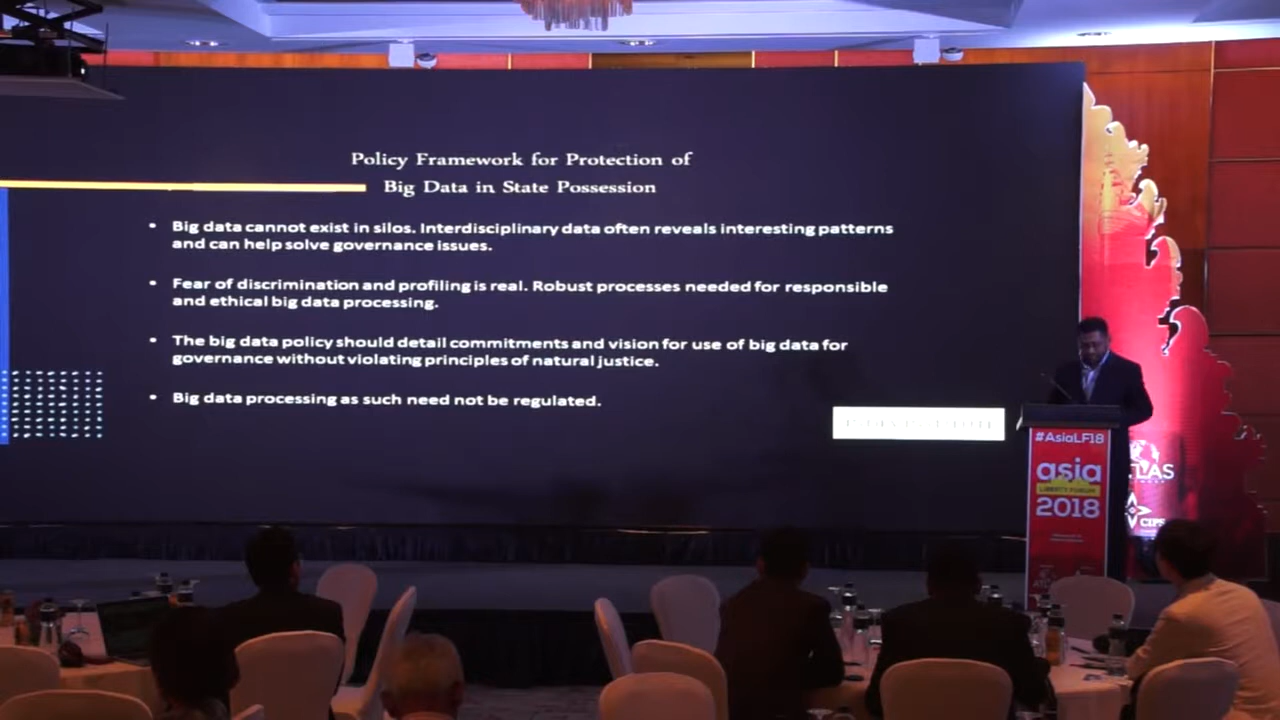 Policy Framework for Protection of
Big Data in State Possession
• Big data cannot exist in silos. Interdisciplinary data often reveals interesting patterns
and can help solve governance issues.
• Fear of discrimination and profiling is real. Robust processes needed for responsible
and ethical big data processing.
• The big data policy should detail commitments and vision for use of big data for
governance without violating principles of natural justice.
• Big data processing as such need not be regulated.
#AsiaLF18
asia
LIBERTY FORUM
2018